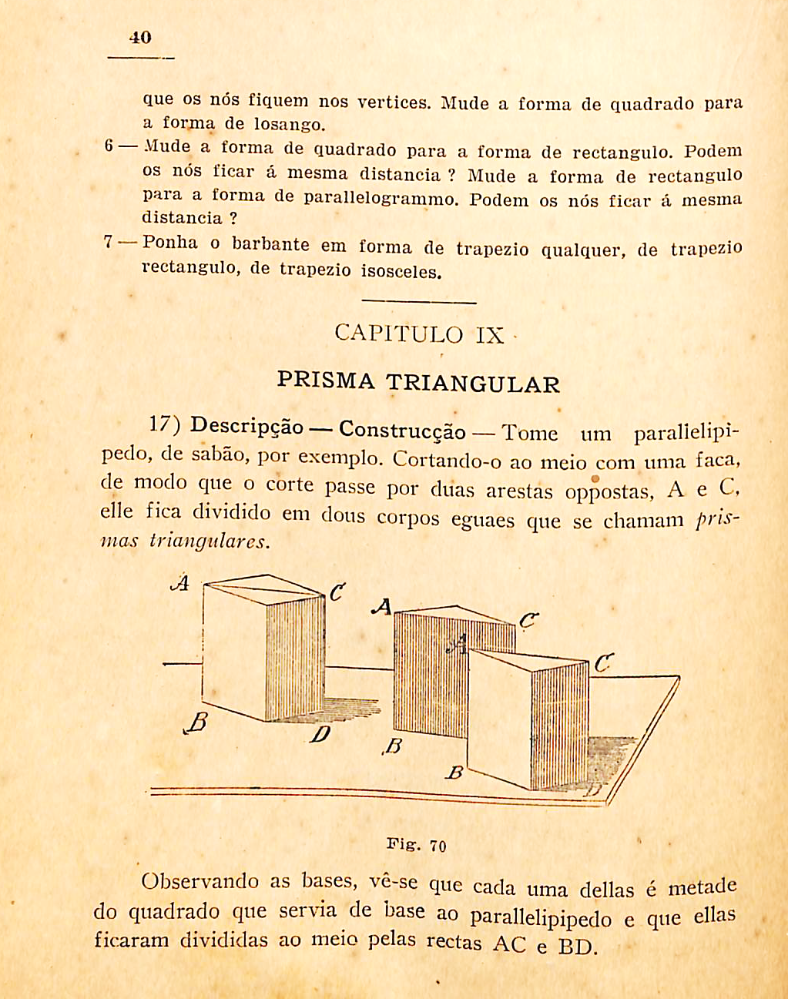 40
que os nós fiquem nos vertices. Mude a forma de quadrado para
a forma de losango.
6 — Mude a forma de quadrado para a forma de rectangulo. Podem
os nós ficar á mesma distancia ? Mude a forma de rectangulo
para a forma de parallelogrammo. Podem os nós ficar á mesma
distancia ?
7 — Ponha o barbante em forma de trapezio qualquer, de trapezio
rectangulo, de trapezio isosceles.
CAPITULO IX
PRISMA TRIANGULAR
17) Descripção — Construcção — Tome um parallelipi-
pedo, de sabão, por exemplo. Cortando-o ao meio com uma faca,
de modo que o corte passe por duas arestas oppostas, A e C,
elle fica dividido em dous corpos eguaes que se chamam pris-
mas triangulares.
A C
A C
A C
B D
B
B D
Fig. 70
Observando as bases, vê-se que cada uma dellas é metade
do quadrado que servia de base ao parallelipipedo e que ellas
ficaram divididas ao meio pelas rectas AC e BD.